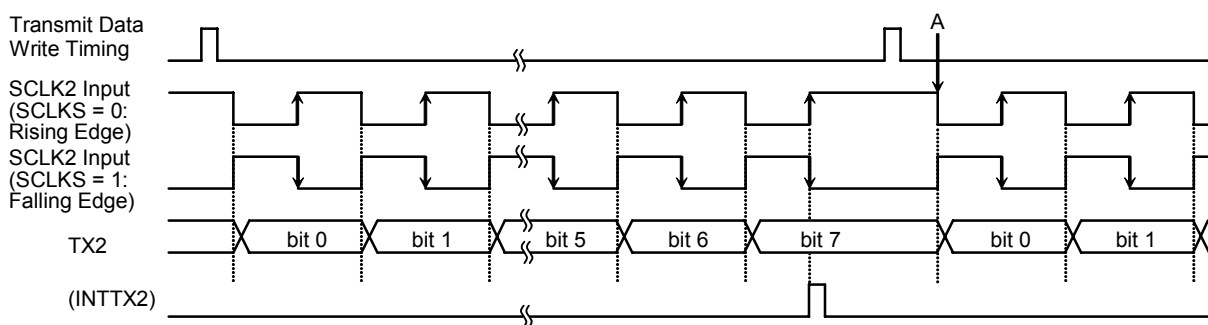 Transmit Data
Write Timing
A
SCLK2 Input
(SCLKS = 0:
Rising Edge)
SCLK2 Input
(SCLKS = 1:
Falling Edge)
TX2
bit 0
bit 1
bit 5
bit 6
bit 7
bit 0
bit 1
(INTTX2)